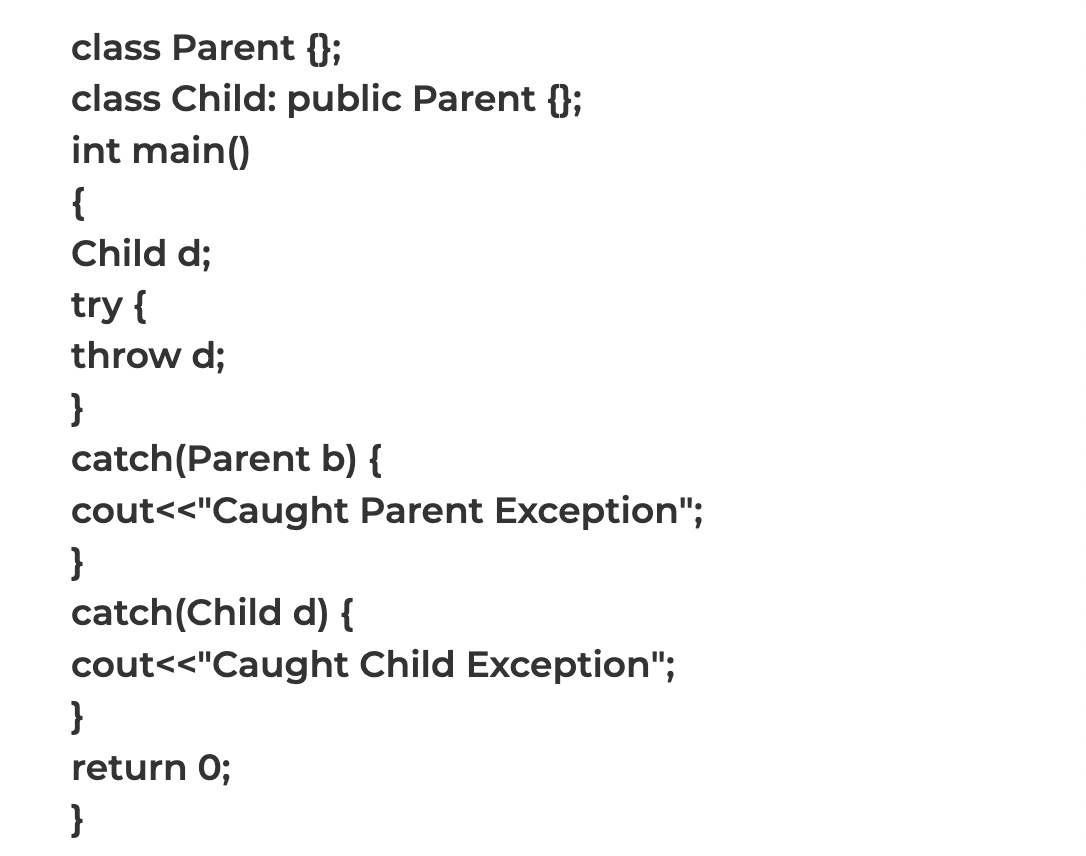 class Parent {};
class Child: public Parent {};
int main()
{
Child d;
try {
throw d;
}
catch(Parent b) {
cout<<"Caught Parent Exception";
}
catch(Child d) {
cout<<"Caught Child Exception";
}
return 0;
}